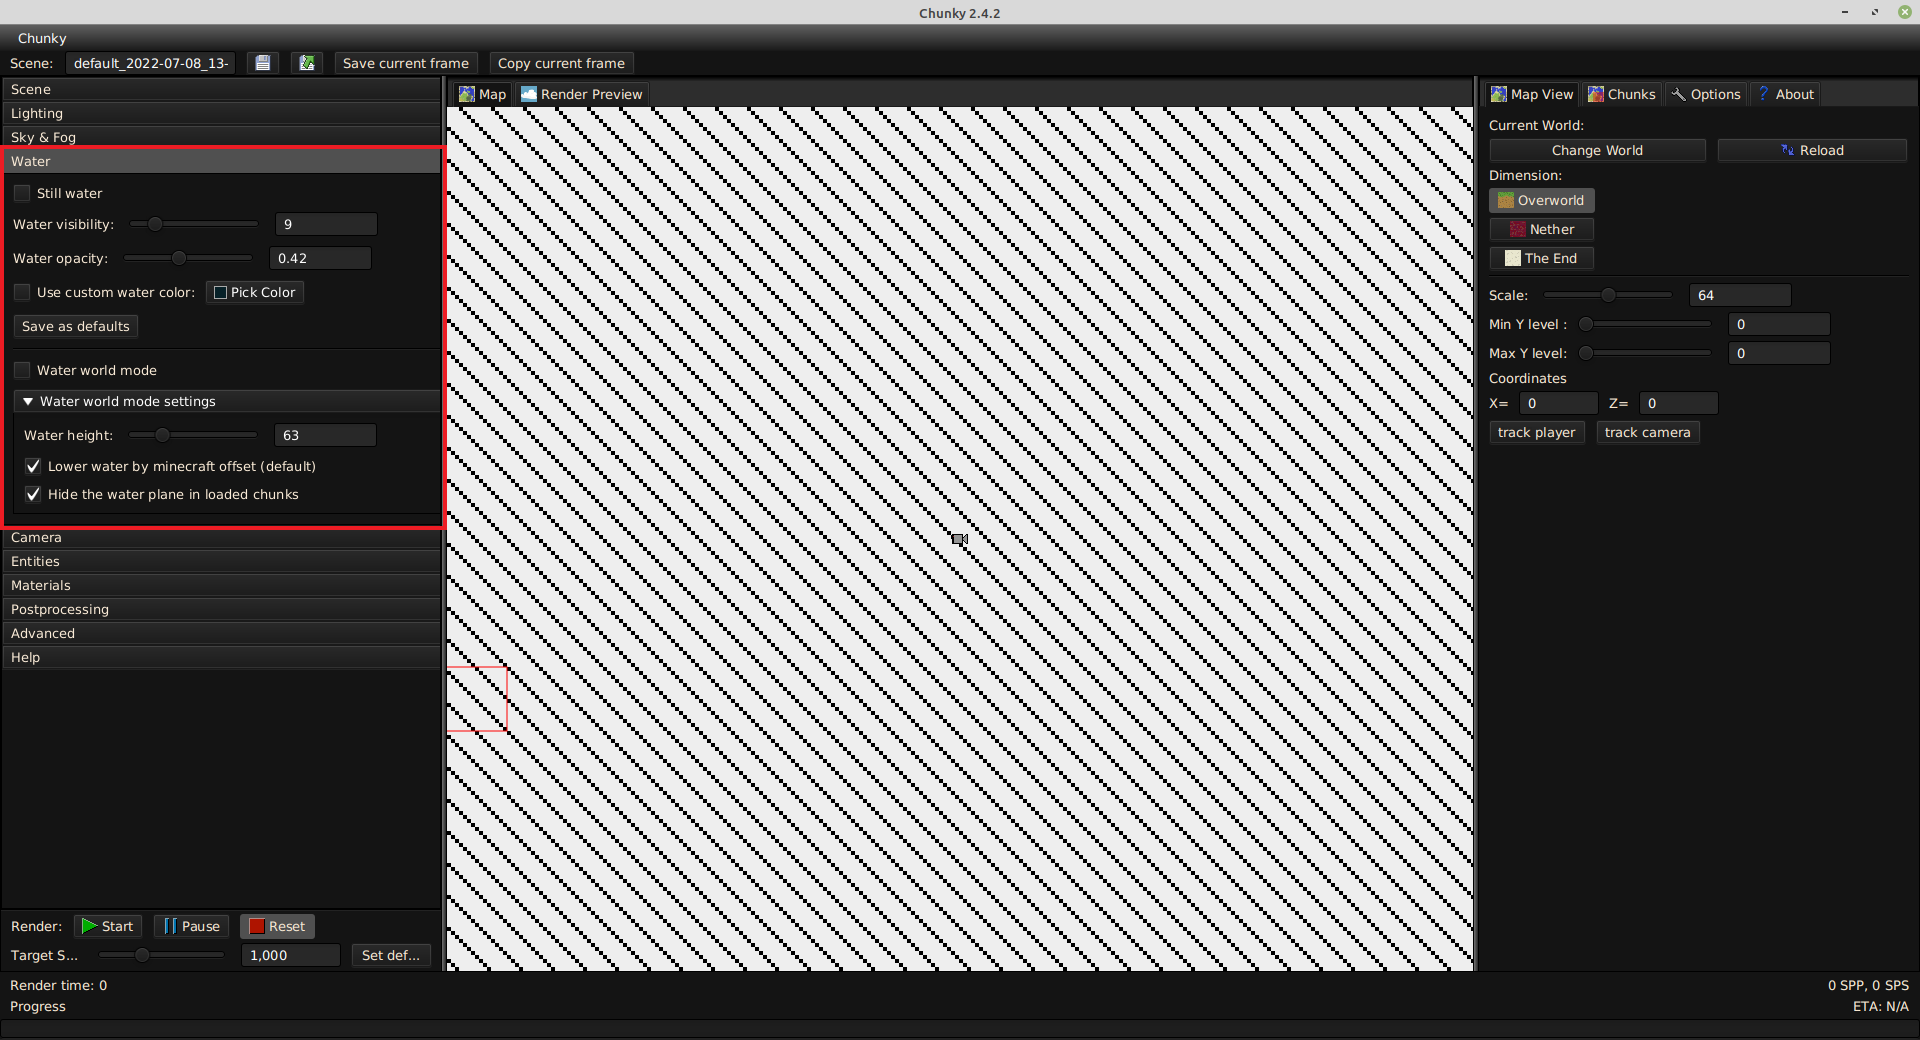 Chunky 2.4.2
Chunky
Scene: default_2022-07-08_13- Save current frame Copy current frame
Scene
Lighting
Sky & Fog
Water
Still water
Water visibility: 9
Water opacity: 0.42
Use custom water color: Pick Color
Save as defaults
Water world mode
Water world mode settings
Water height: 63
Lower water by minecraft offset (default)
Hide the water plane in loaded chunks
Camera
Entities
Materials
Postprocessing
Advanced
Help
Render: Start Pause Reset
Target S... 1,000 Set def...
Map Render Preview
Map View Chunks Options ? About
Current World:
Change World Reload
Dimension:
Overworld
Nether
The End
Scale: 64
Min Y level : 0
Max Y level: 0
Coordinates
X= 0 Z= 0
track player track camera
Render time: 0
Progress
0 SPP, 0 SPS
ETA: N/A